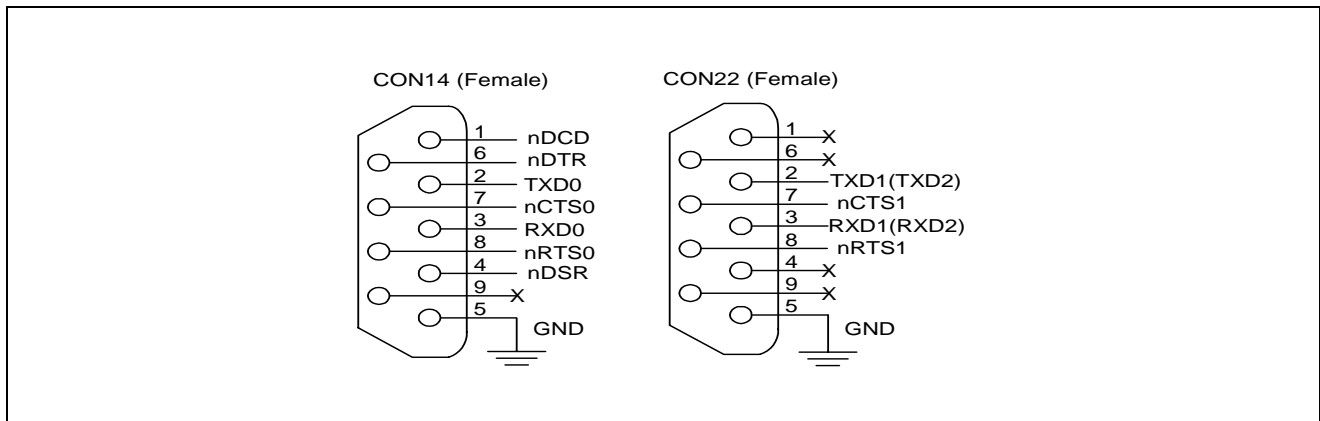 CON14 (Female)
1 nDCD
6 nDTR
2 TXD0
7 nCTS0
3 RXD0
8 nRTS0
4 nDSR
9 X
5
GND
CON22 (Female)
1 X
6 X
2 TXD1(TXD2)
7 nCTS1
3 RXD1(RXD2)
8 nRTS1
4 X
9 X
5
GND